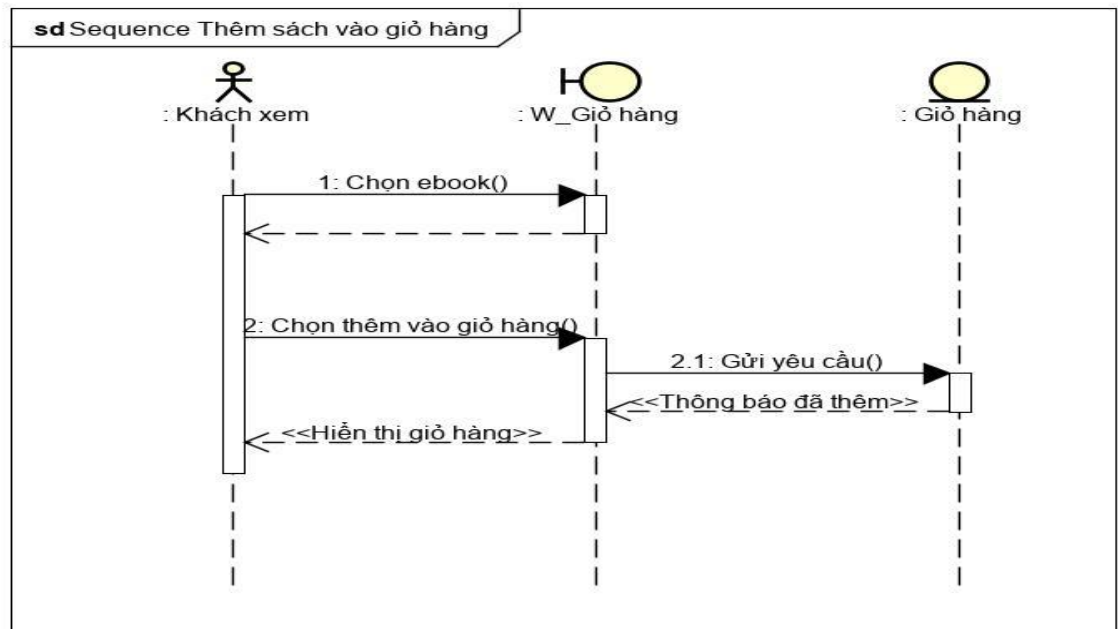 sd Sequence Thêm sách vào giỏ hàng
: Khách xem
: W_Giỏ hàng
: Giỏ hàng
1: Chọn ebook()
2: Chọn thêm vào giỏ hàng()
2.1: Gửi yêu cầu()
<<Thông báo đã thêm>>
<<Hiển thị giỏ hàng>>